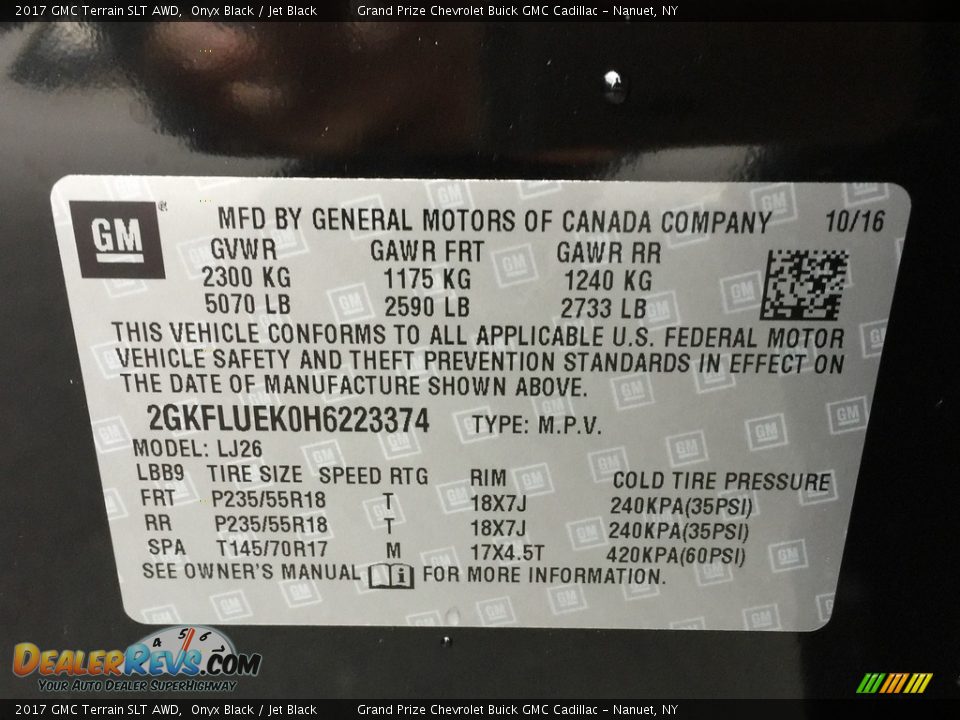 2017 GMC Terrain SLT AWD, Onyx Black / Jet Black Grand Prize Chevrolet Buick GMC Cadillac - Nanuet, NY
GM
MFD BY GENERAL MOTORS OF CANADA COMPANY 10/16
GVWR GAWR FRT GAWR RR
2300 KG 1175 KG 1240 KG
5070 LB 2590 LB 2733 LB
THIS VEHICLE CONFORMS TO ALL APPLICABLE U.S. FEDERAL MOTOR
VEHICLE SAFETY AND THEFT PREVENTION STANDARDS IN EFFECT ON
THE DATE OF MANUFACTURE SHOWN ABOVE.
2GKFLUEK0H6223374 TYPE: M.P.V.
MODEL: LJ26
LBB9 TIRE SIZE SPEED RTG RIM COLD TIRE PRESSURE
FRT P235/55R18 T 18X7J 240KPA(35PSI)
RR P235/55R18 T 18X7J 240KPA(35PSI)
SPA T145/70R17 M 17X4.5T 420KPA(60PSI)
SEE OWNER'S MANUAL i FOR MORE INFORMATION.
4 5 6
DealerRevs.com
Your Auto Dealer SuperHighway
2017 GMC Terrain SLT AWD, Onyx Black / Jet Black Grand Prize Chevrolet Buick GMC Cadillac - Nanuet, NY